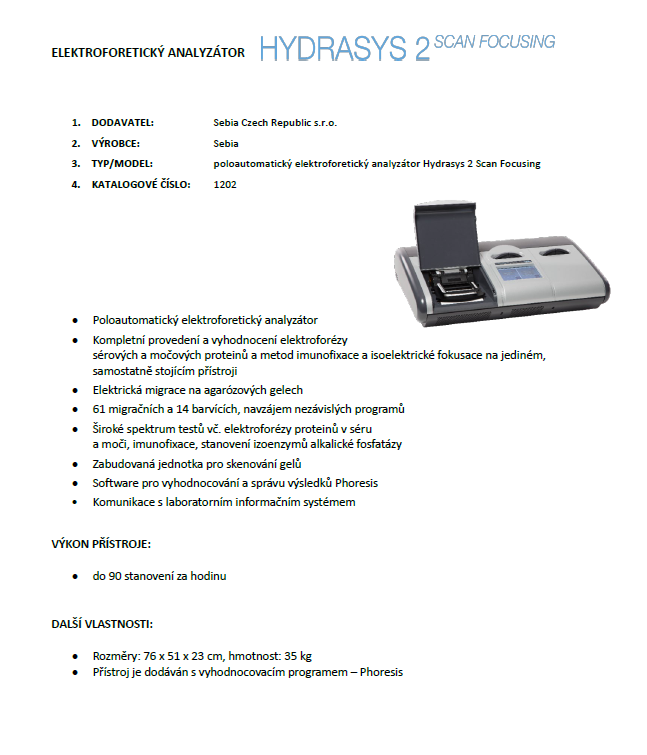 ELEKTROFORETICKÝ ANALYZÁTOR HYDRASYS 2 SCAN FOCUSING
1. DODAVATEL: Sebia Czech Republic s.r.o.
2. VÝROBCE: Sebia
3. TYP/MODEL: poloautomatický elektroforetický analyzátor Hydrasys 2 Scan Focusing
4. KATALOGOVÉ ČÍSLO: 1202
• Poloautomatický elektroforetický analyzátor
• Kompletní provedení a vyhodnocení elektroforézy
sérových a močových proteinů a metod imunofixace a isoelektrické fokusace na jediném,
samostatně stojícím přístroji
• Elektrická migrace na agarózových gelech
• 61 migračních a 14 barvících, navzájem nezávislých programů
• Široké spektrum testů vč. elektroforézy proteinů v séru
a moči, imunofixace, stanovení izoenzymů alkalické fosfatázy
• Zabudovaná jednotka pro skenování gelů
• Software pro vyhodnocování a správu výsledků Phoresis
• Komunikace s laboratorním informačním systémem
VÝKON PŘÍSTROJE:
• do 90 stanovení za hodinu
DALŠÍ VLASTNOSTI:
• Rozměry: 76 x 51 x 23 cm, hmotnost: 35 kg
• Přístroj je dodáván s vyhodnocovacím programem – Phoresis